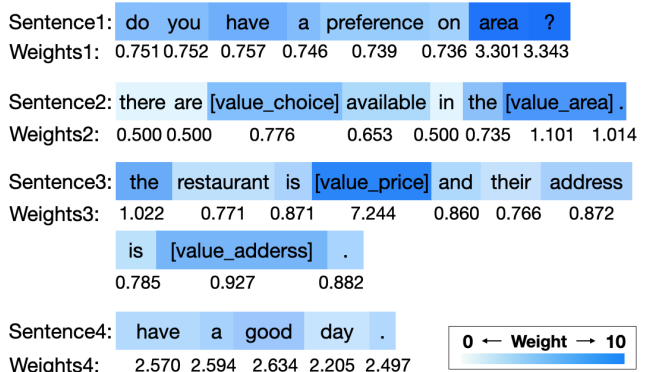 Sentence1: do you have a preference on area ?
Weights1: 0.751 0.752 0.757 0.746 0.739 0.736 3.301 3.343
Sentence2: there are [value_choice] available in the [value_area] .
Weights2: 0.500 0.500 0.776 0.653 0.500 0.735 1.101 1.014
Sentence3: the restaurant is [value_price] and their address
Weights3: 1.022 0.771 0.871 7.244 0.860 0.766 0.872
is [value_adderss] .
0.785 0.927 0.882
Sentence4: have a good day .
Weights4: 2.570 2.594 2.634 2.205 2.497
0 ← Weight → 10